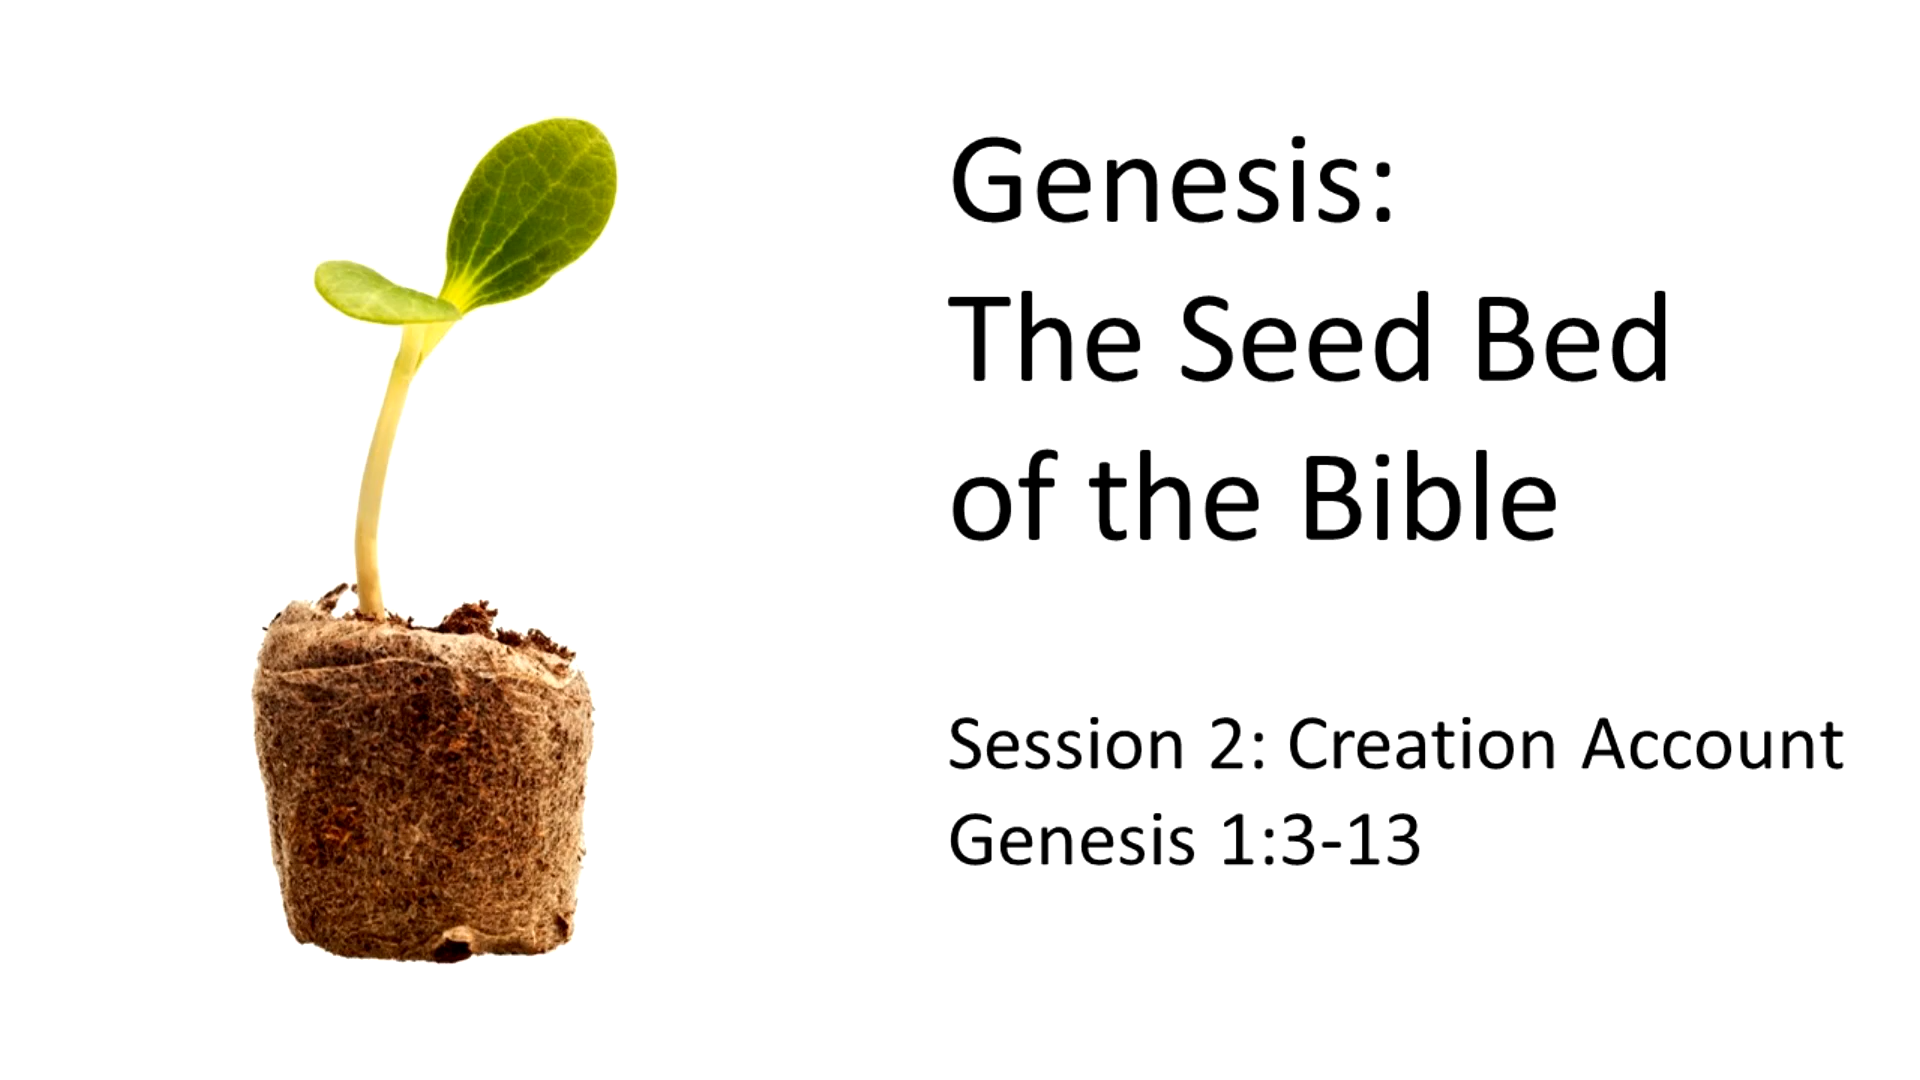 Genesis:
The Seed Bed
of the Bible
Session 2: Creation Account
Genesis 1:3-13